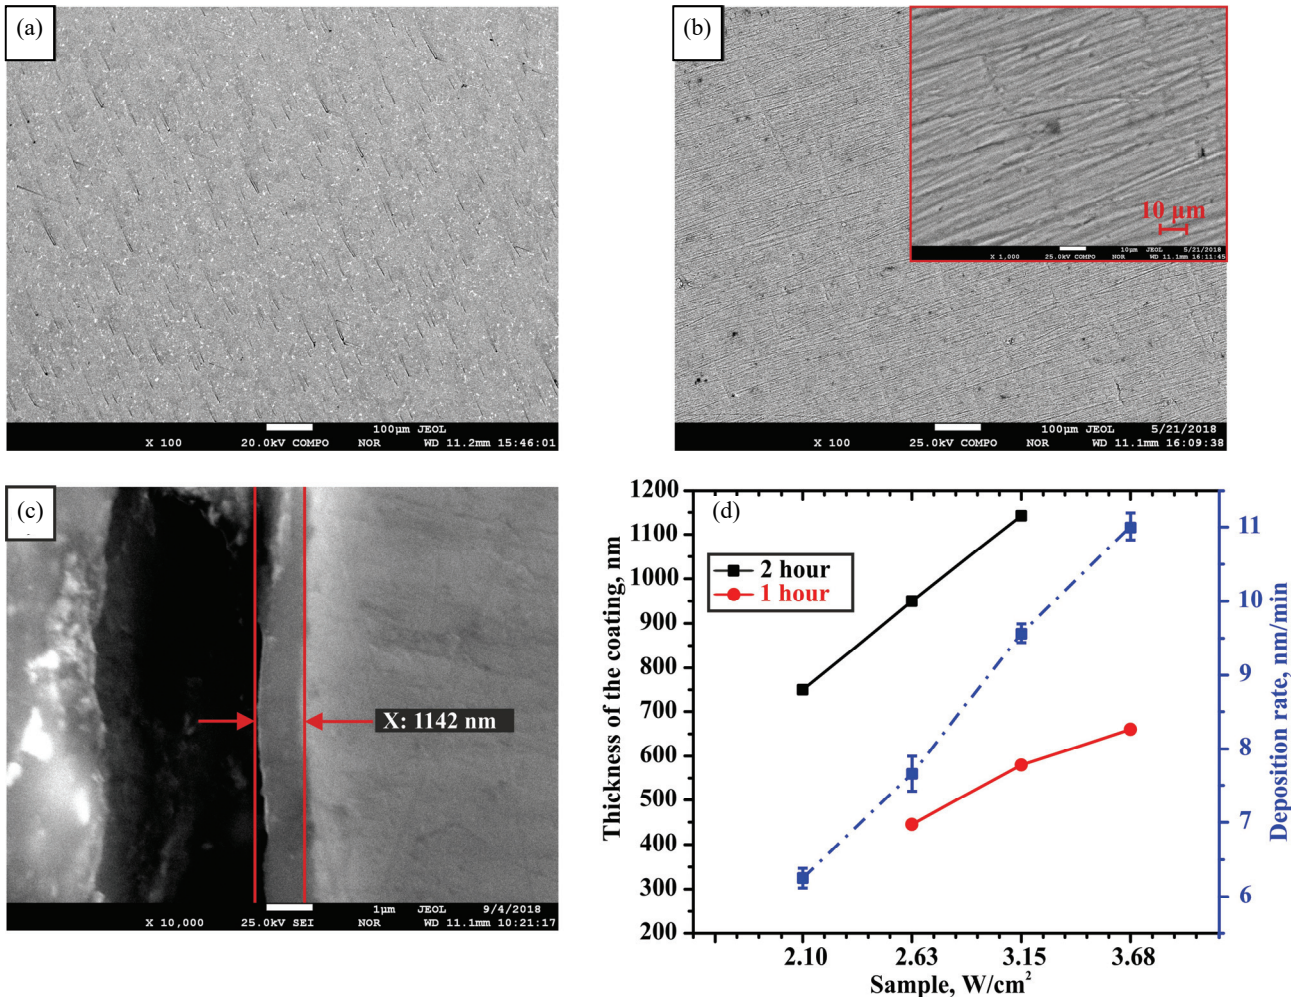 (a)
100μm JEOL
X 100 20.0kV COMPO NOR WD 11.2mm 15:46:01
(b)
10 μm
10μm JEOL 5/21/2018
X 1,000 25.0kV COMPO NOR WD 11.1mm 16:11:45
100μm JEOL 5/21/2018
X 100 25.0kV COMPO NOR WD 11.1mm 16:09:38
(c)
X: 1142 nm
1μm JEOL 9/4/2018
X 10,000 25.0kV SEI NOR WD 11.1mm 10:21:17
(d)
2 hour
1 hour
Thickness of the coating, nm
1200
1100
1000
950
850
750
650
600
500
450
400
300
200
2.10 2.63 3.15 3.68
Sample, W/cm²
11
10
9
8
7
6
Deposition rate, nm/min